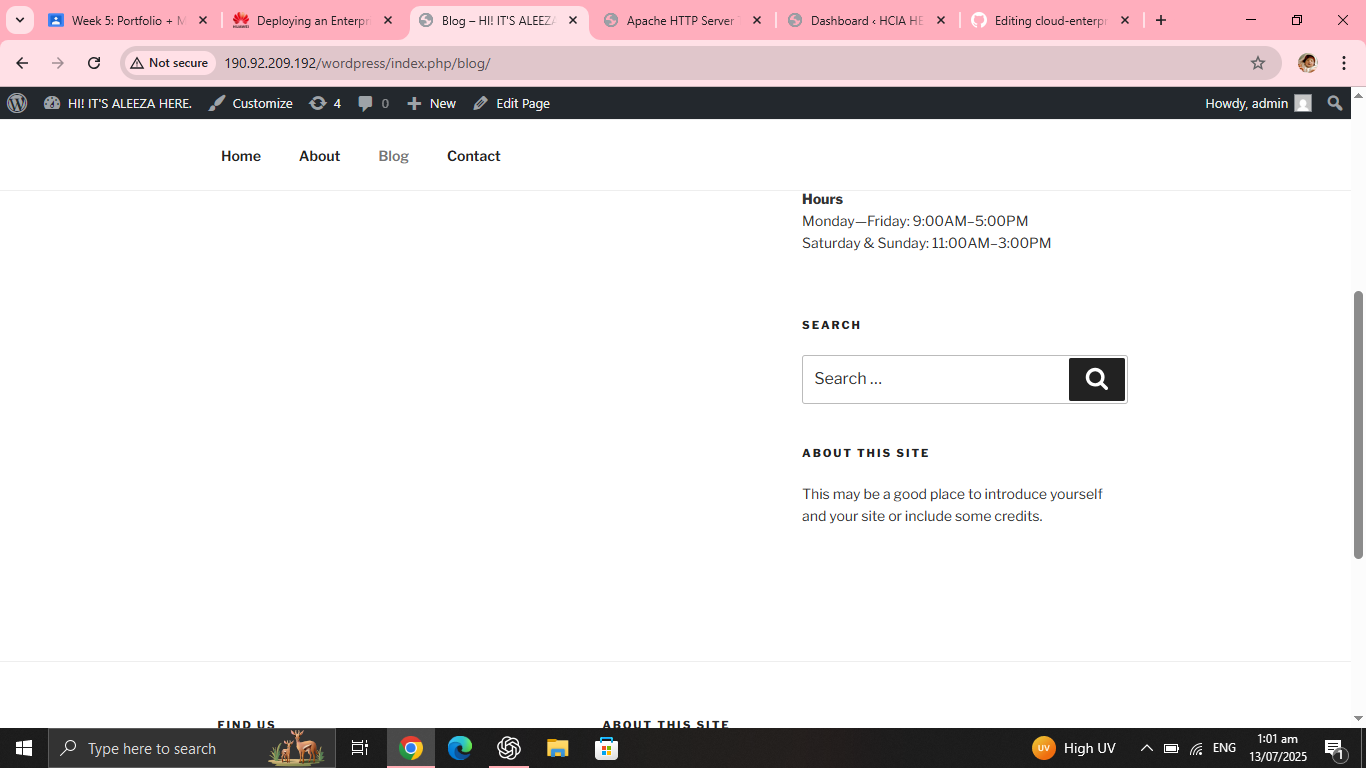 Week 5: Portfolio + M
Deploying an Enterpri
Blog – HI! IT'S ALEEZA
Apache HTTP Server
Dashboard ‹ HCIA HE
Editing cloud-enterpr
Not secure
190.92.209.192/wordpress/index.php/blog/
HI! IT'S ALEEZA HERE.
Customize
4
0
New
Edit Page
Howdy, admin
Home
About
Blog
Contact
Hours
Monday—Friday: 9:00AM–5:00PM
Saturday & Sunday: 11:00AM–3:00PM
SEARCH
Search …
ABOUT THIS SITE
This may be a good place to introduce yourself
and your site or include some credits.
FIND US
ABOUT THIS SITE
Type here to search
UV
High UV
ENG
1:01 am
13/07/2025
1